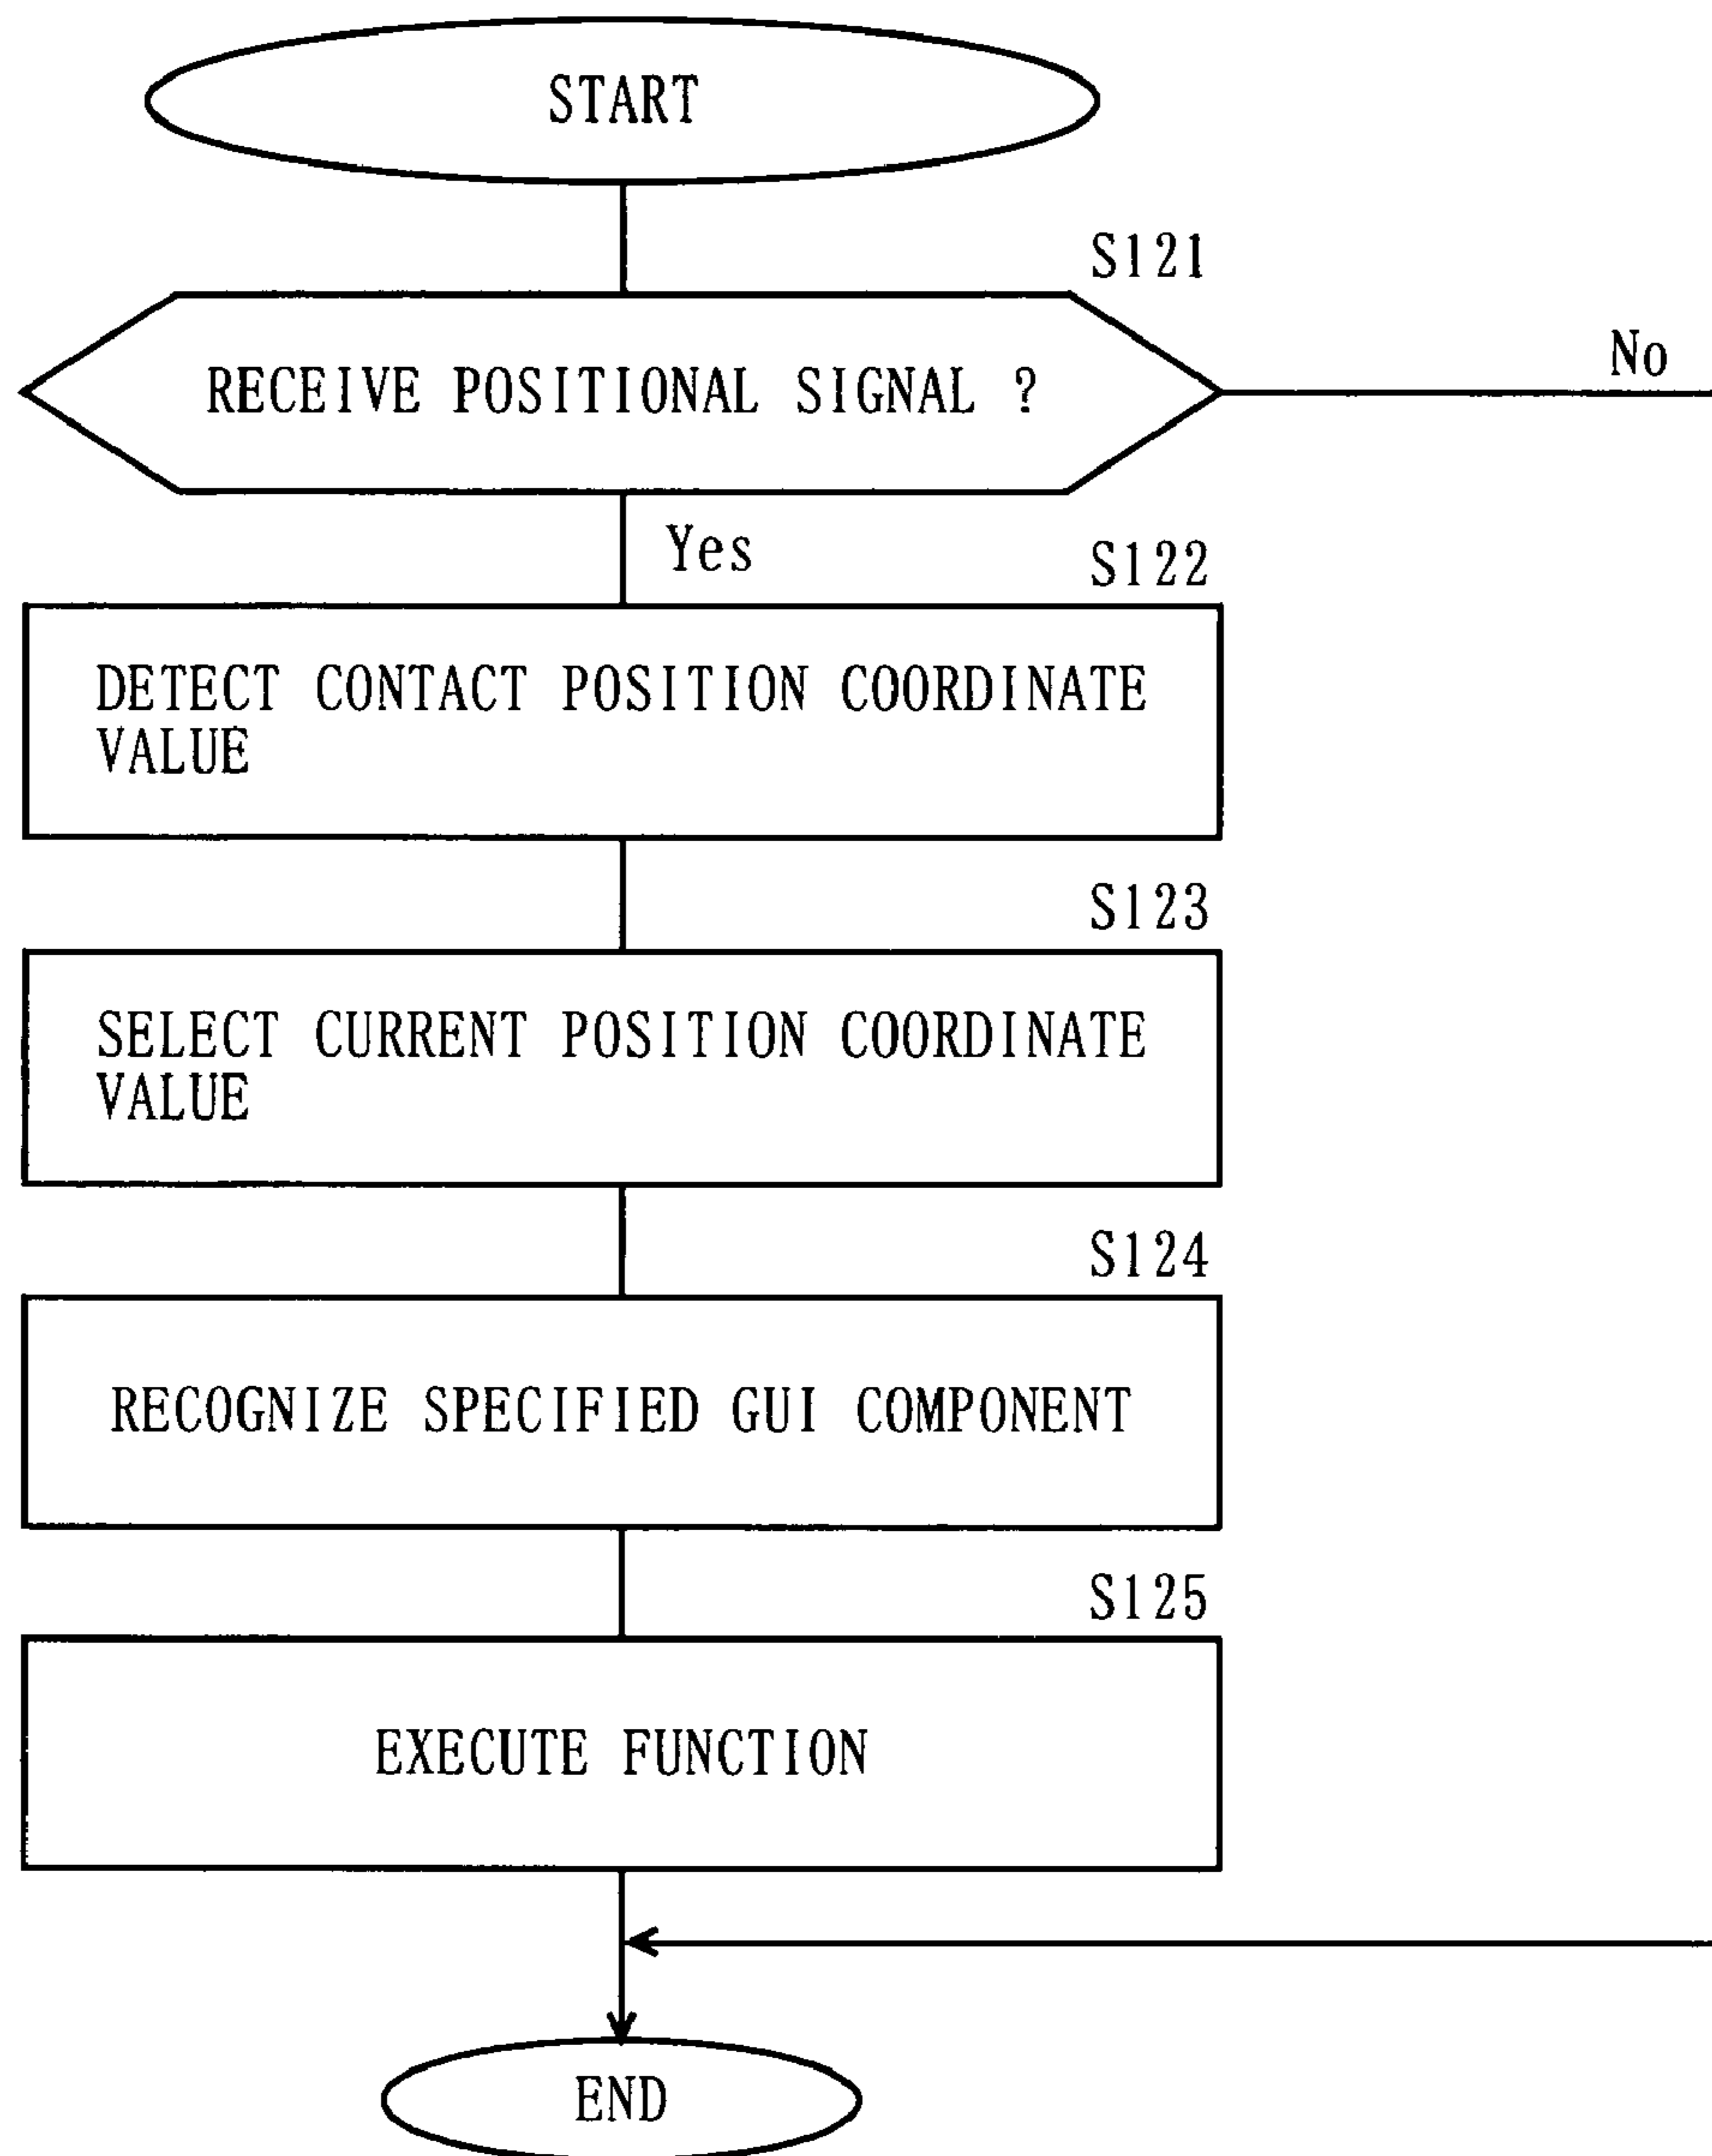 START
S121
RECEIVE POSITIONAL SIGNAL ?
No
Yes
S122
DETECT CONTACT POSITION COORDINATE
VALUE
S123
SELECT CURRENT POSITION COORDINATE
VALUE
S124
RECOGNIZE SPECIFIED GUI COMPONENT
S125
EXECUTE FUNCTION
END